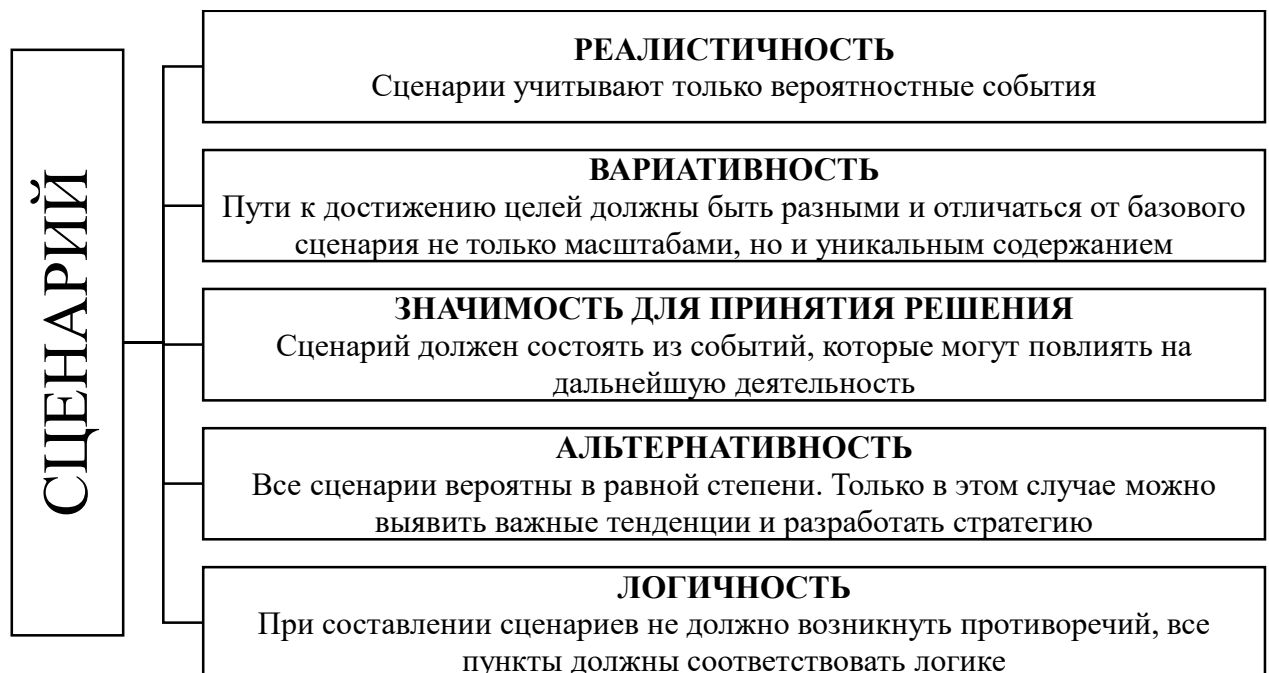 СЦЕНАРИЙ
РЕАЛИСТИЧНОСТЬ
Сценарии учитывают только вероятностные события
ВАРИАТИВНОСТЬ
Пути к достижению целей должны быть разными и отличаться от базового
сценария не только масштабами, но и уникальным содержанием
ЗНАЧИМОСТЬ ДЛЯ ПРИНЯТИЯ РЕШЕНИЯ
Сценарий должен состоять из событий, которые могут повлиять на
дальнейшую деятельность
АЛЬТЕРНАТИВНОСТЬ
Все сценарии вероятны в равной степени. Только в этом случае можно
выявить важные тенденции и разработать стратегию
ЛОГИЧНОСТЬ
При составлении сценариев не должно возникнуть противоречий, все
пункты должны соответствовать логике